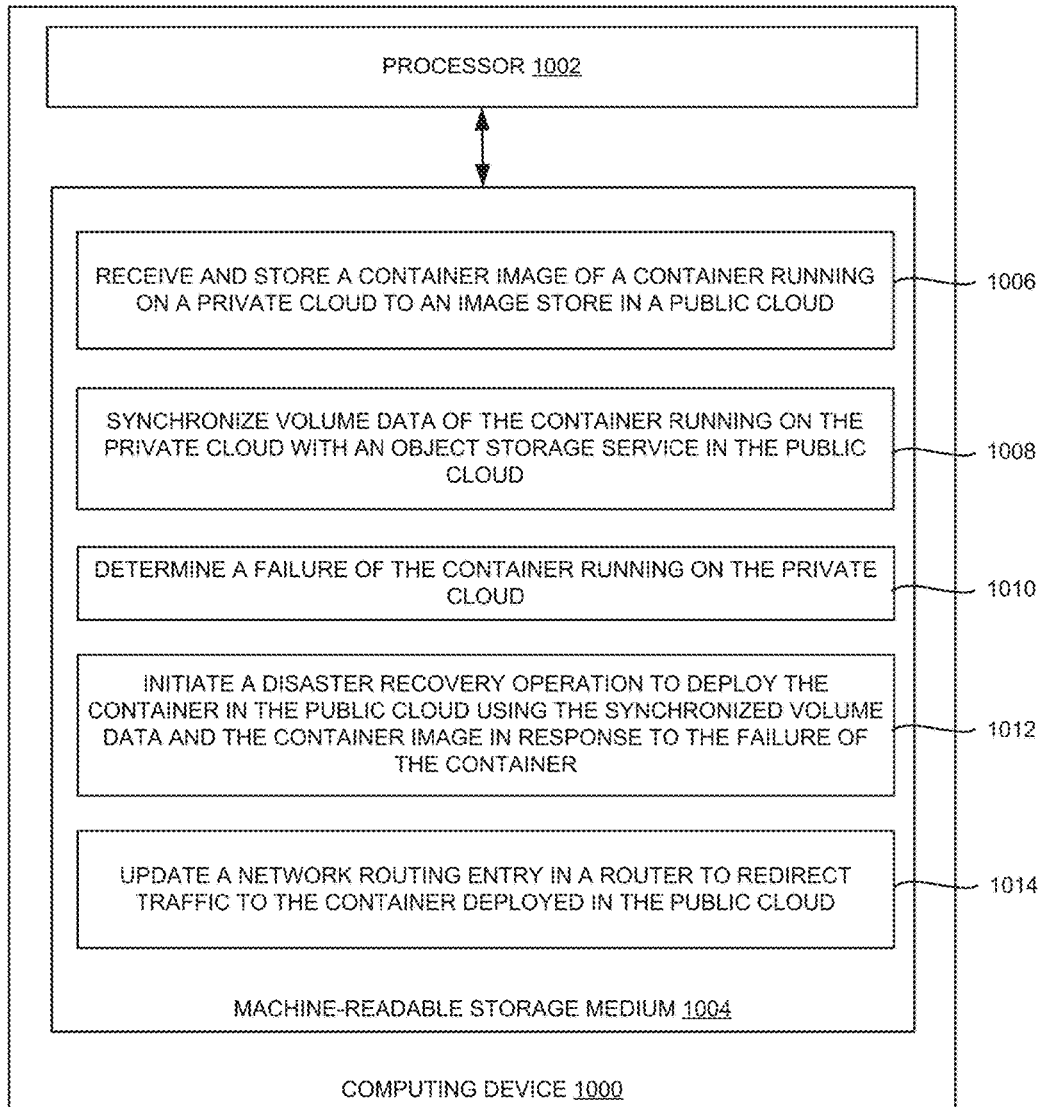 PROCESSOR 1002
RECEIVE AND STORE A CONTAINER IMAGE OF A CONTAINER RUNNING
ON A PRIVATE CLOUD TO AN IMAGE STORE IN A PUBLIC CLOUD
1006
SYNCHRONIZE VOLUME DATA OF THE CONTAINER RUNNING ON THE
PRIVATE CLOUD WITH AN OBJECT STORAGE SERVICE IN THE PUBLIC
CLOUD
1008
DETERMINE A FAILURE OF THE CONTAINER RUNNING ON THE PRIVATE
CLOUD
1010
INITIATE A DISASTER RECOVERY OPERATION TO DEPLOY THE
CONTAINER IN THE PUBLIC CLOUD USING THE SYNCHRONIZED VOLUME
DATA AND THE CONTAINER IMAGE IN RESPONSE TO THE FAILURE OF
THE CONTAINER
1012
UPDATE A NETWORK ROUTING ENTRY IN A ROUTER TO REDIRECT
TRAFFIC TO THE CONTAINER DEPLOYED IN THE PUBLIC CLOUD
1014
MACHINE-READABLE STORAGE MEDIUM 1004
COMPUTING DEVICE 1000